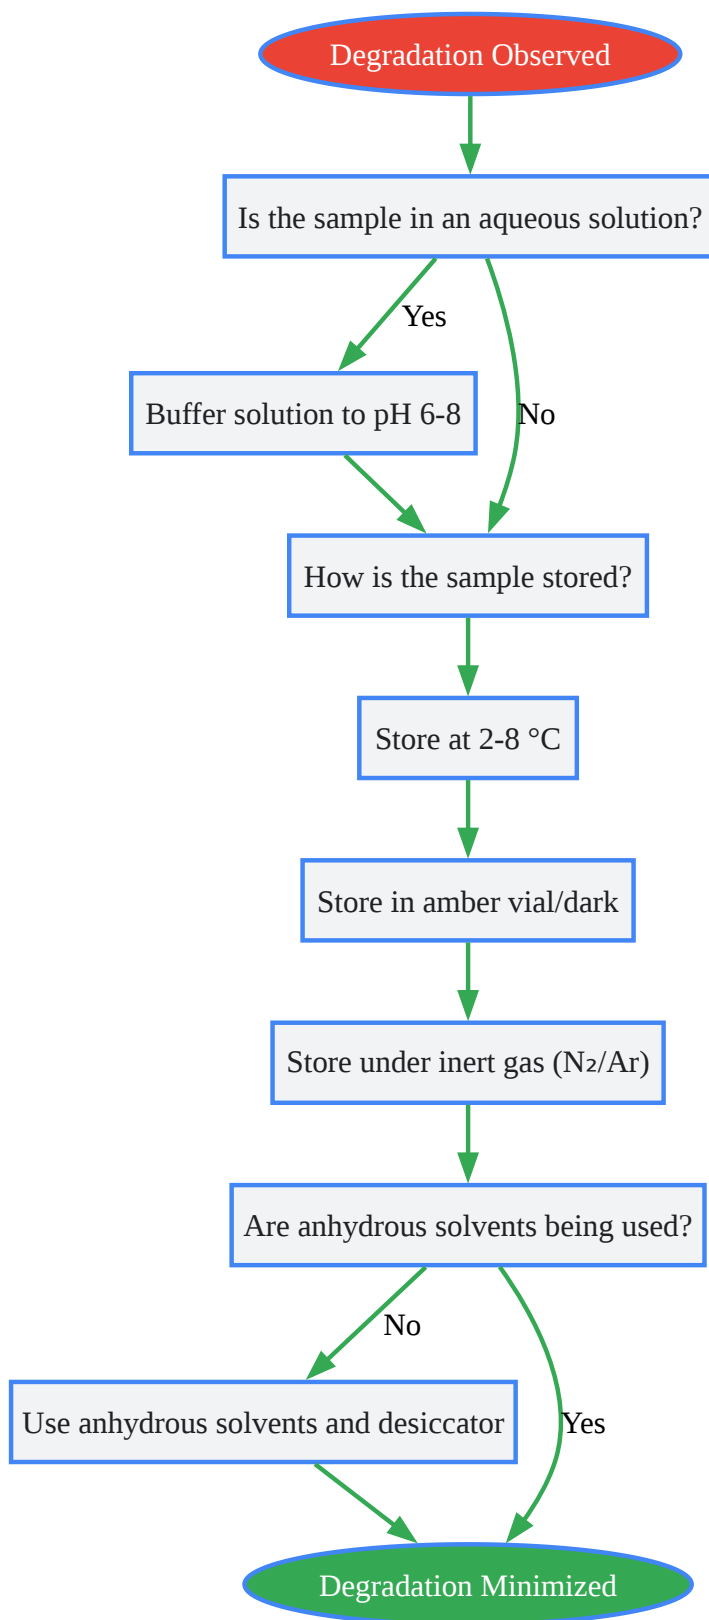 Degradation Observed
Is the sample in an aqueous solution?
Yes
Buffer solution to pH 6-8
No
How is the sample stored?
Store at 2-8 °C
Store in amber vial/dark
Store under inert gas (N₂/Ar)
Are anhydrous solvents being used?
No
Use anhydrous solvents and desiccator
Yes
Degradation Minimized